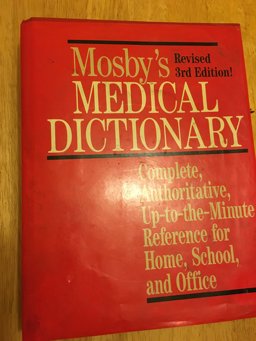 Mosby's
Revised
3rd Edition!
MEDICAL
DICTIONARY
Complete,
Authoritative,
Up-to-the-Minute
Reference for
Home, School,
and Office